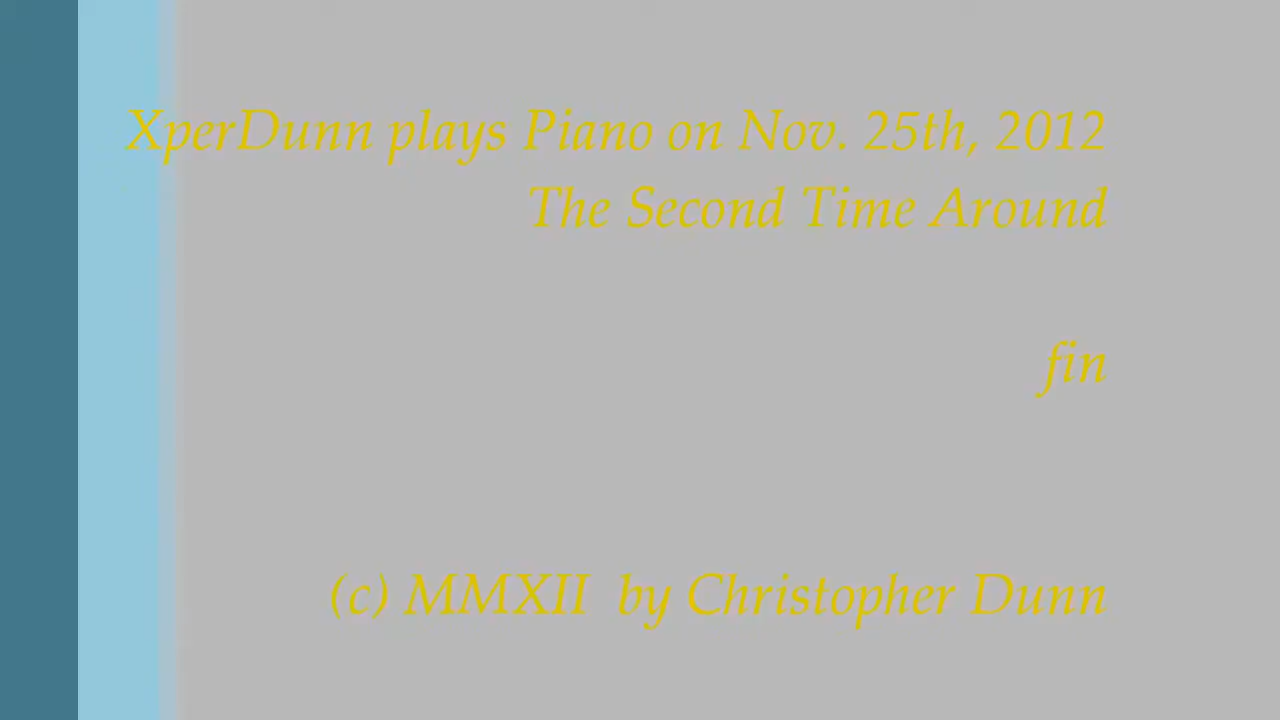 XperDunn plays Piano on Nov. 25th, 2012
The Second Time Around
fin
(c) MMXII  by Christopher Dunn